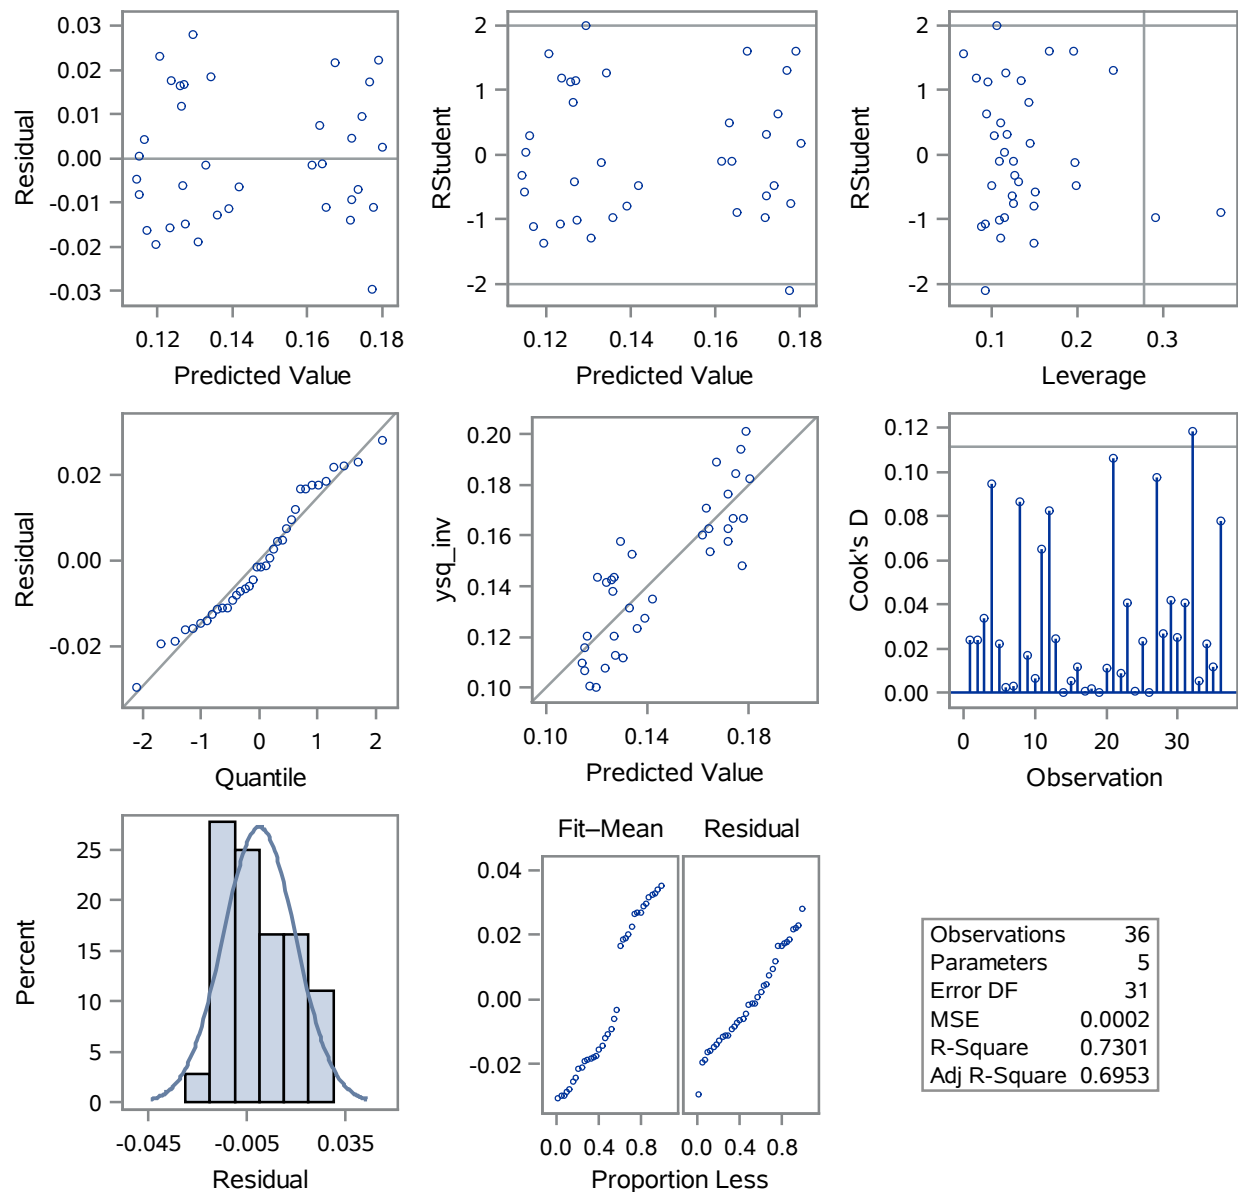 0.03
0.02
0.01
0.00
-0.01
-0.02
-0.03
Residual
0.12 0.14 0.16 0.18
Predicted Value
2
1
0
-1
-2
RStudent
0.12 0.14 0.16 0.18
Predicted Value
2
1
0
-1
-2
RStudent
0.1 0.2 0.3
Leverage
0.02
0.00
-0.02
Residual
-2 -1 0 1 2
Quantile
0.20
0.18
0.16
0.14
0.12
0.10
ysq_inv
0.10 0.14 0.18
Predicted Value
0.12
0.10
0.08
0.06
0.04
0.02
0.00
Cook's D
0 10 20 30
Observation
25
20
15
10
5
0
Percent
-0.045 -0.005 0.035
Residual
Fit–Mean Residual
0.04
0.02
0.00
-0.02
0.0 0.4 0.8 0.0 0.4 0.8
Proportion Less
Observations 36
Parameters 5
Error DF 31
MSE 0.0002
R-Square 0.7301
Adj R-Square 0.6953